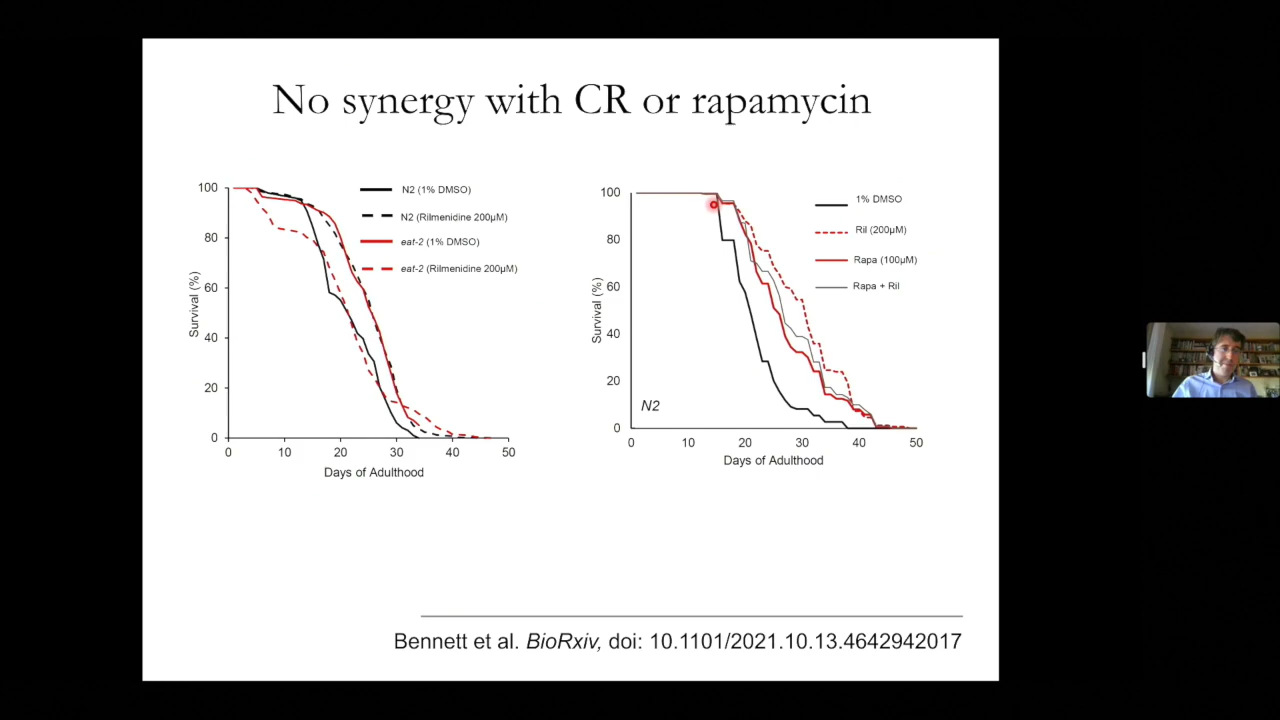 No synergy with CR or rapamycin
100
80
60
40
20
0
Survival (%)
0 10 20 30 40 50
Days of Adulthood
N2 (1% DMSO)
N2 (Rilmenidine 200µM)
eat-2 (1% DMSO)
eat-2 (Rilmenidine 200µM)
100
80
60
40
20
0
Survival (%)
0 10 20 30 40 50
Days of Adulthood
1% DMSO
Ril (200µM)
Rapa (100µM)
Rapa + Ril
N2
Bennett et al. BioRxiv, doi: 10.1101/2021.10.13.4642942017